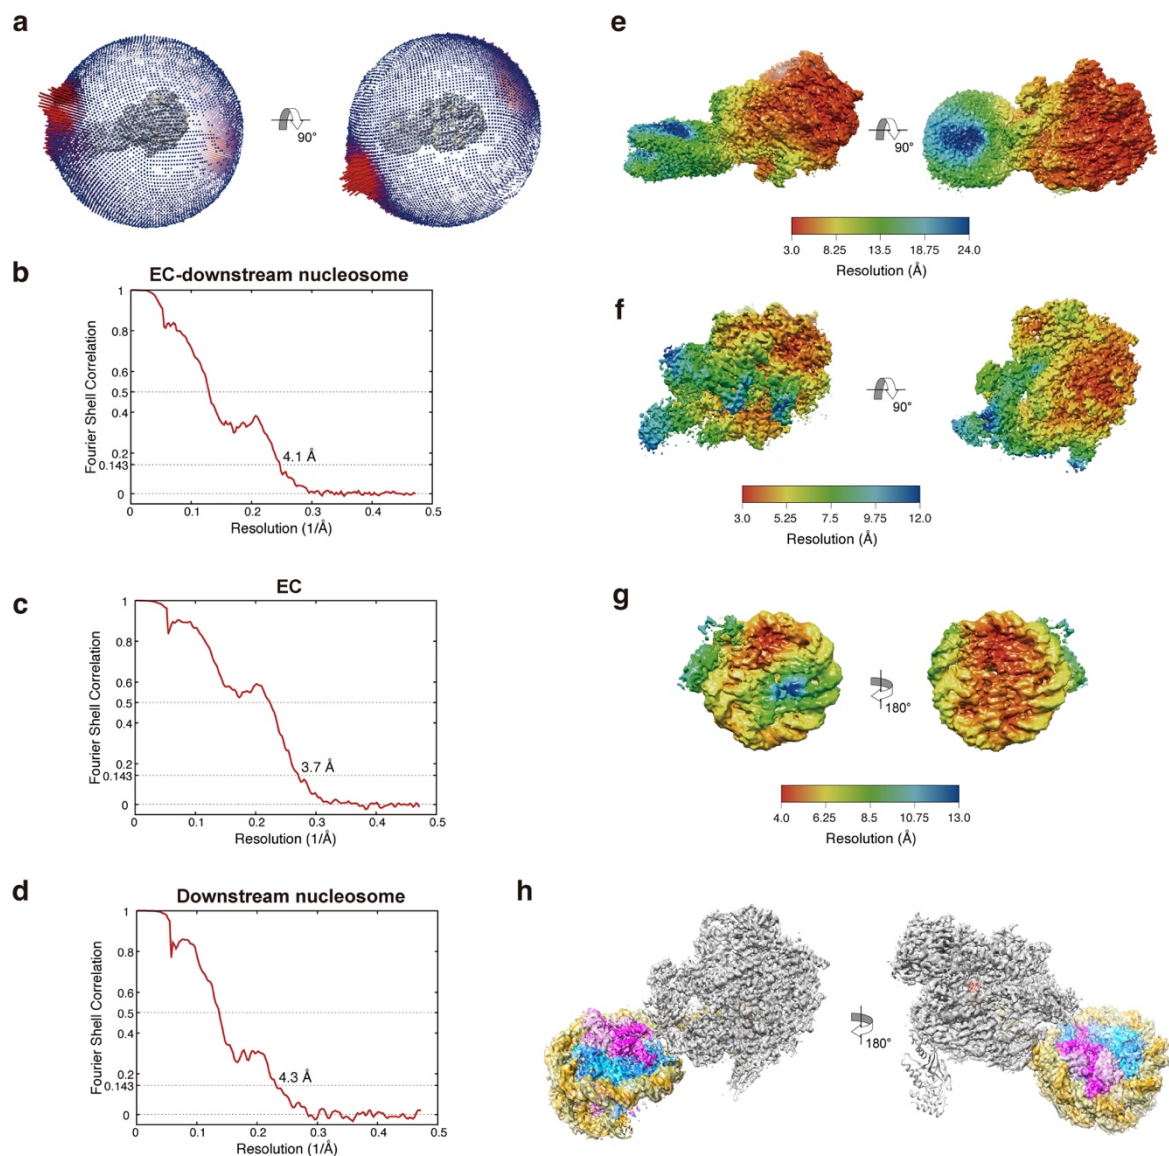 a
90°
90°
b
EC-downstream nucleosome
Fourier Shell Correlation
1
0.8
0.6
0.5
0.4
0.2
0.143
0
4.1 Å
0 0.1 0.2 0.3 0.4 0.5
Resolution (1/Å)
c
EC
Fourier Shell Correlation
1
0.8
0.6
0.5
0.4
0.2
0.143
0
3.7 Å
0 0.1 0.2 0.3 0.4 0.5
Resolution (1/Å)
d
Downstream nucleosome
Fourier Shell Correlation
1
0.8
0.6
0.5
0.4
0.2
0.143
0
4.3 Å
0 0.1 0.2 0.3 0.4 0.5
Resolution (1/Å)
e
90°
3.0 8.25 13.5 18.75 24.0
Resolution (Å)
f
90°
3.0 5.25 7.5 9.75 12.0
Resolution (Å)
g
180°
4.0 6.25 8.5 10.75 13.0
Resolution (Å)
h
180°